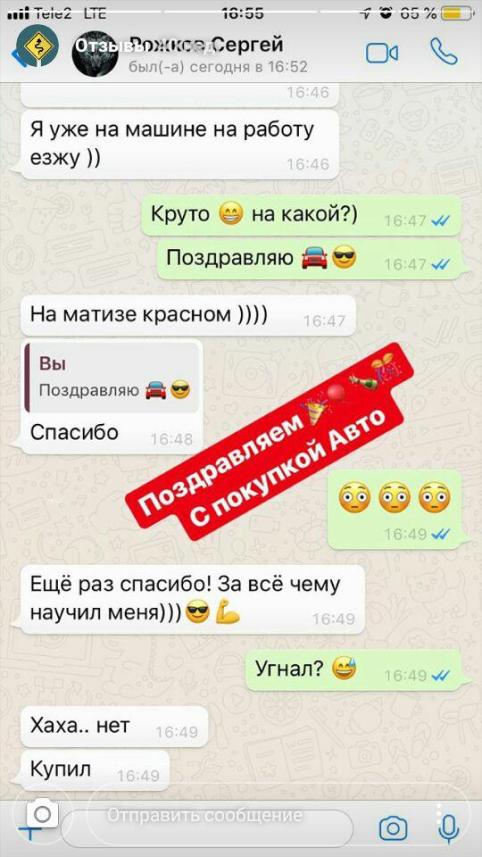 Tele2 LTE 16:55 65 %
Рожков Сергей
был(-а) сегодня в 16:52
16:46
Я уже на машине на работу
езжу )) 16:46
Круто 😁 на какой?) 16:47
Поздравляю 🚘😎 16:47
На матизе красном )))) 16:47
Вы
Поздравляю 🚘😎
Спасибо 16:48
Поздравляем 🎉🎈🍾💐
С покупкой Авто
😳😳😳
16:49
Ещё раз спасибо! За всё чему
научил меня)))😎💪 16:49
Угнал? 😅 16:49
Хаха.. нет 16:49
Купил 16:49
Отправить сообщение